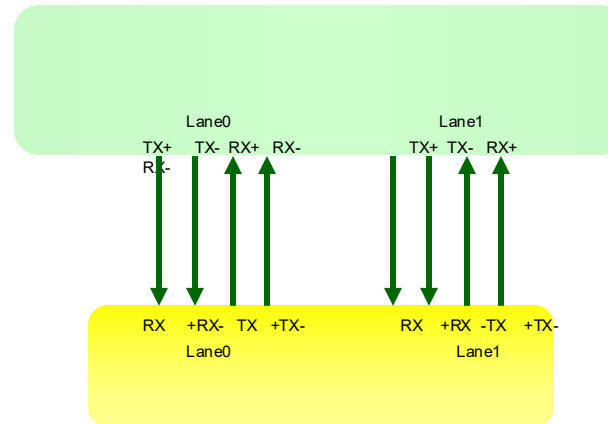 Lane0 Lane1
TX+ TX- RX+ RX- TX+ TX- RX+
RX-
RX +RX- TX +TX- RX +RX -TX +TX-
Lane0 Lane1